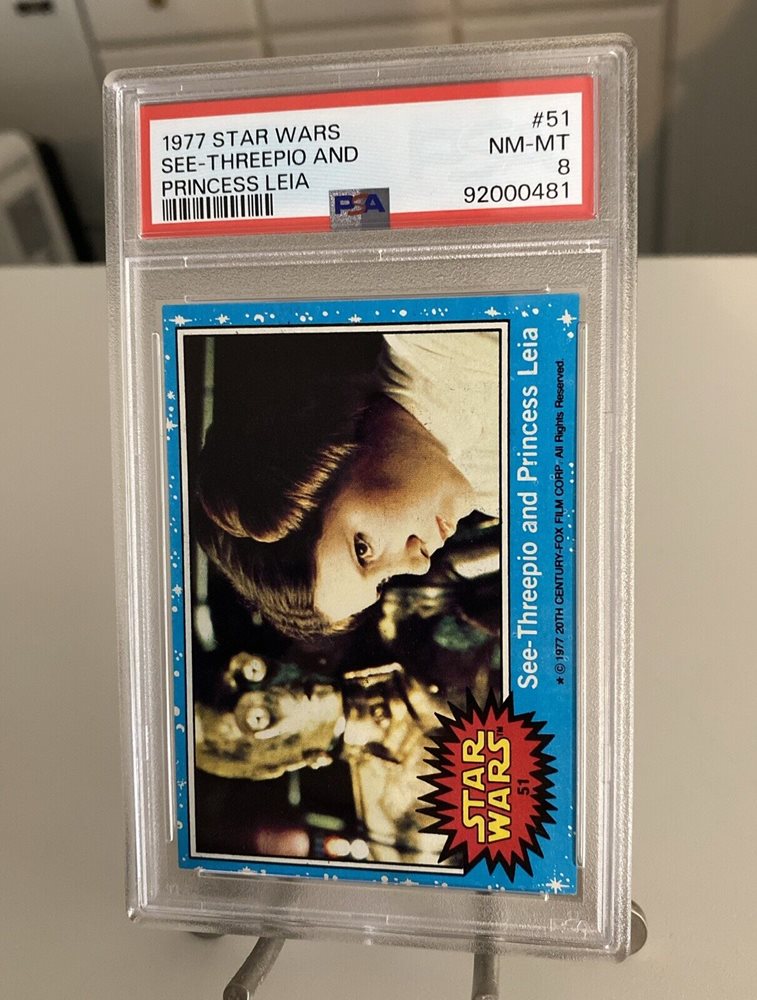 1977 STAR WARS
SEE-THREEPIO AND
PRINCESS LEIA
#51
NM-MT
8
92000481
PSA
See-Threepio and Princess Leia
★ © 1977 20TH CENTURY-FOX FILM CORP. All Rights Reserved.
STAR
WARS™
51